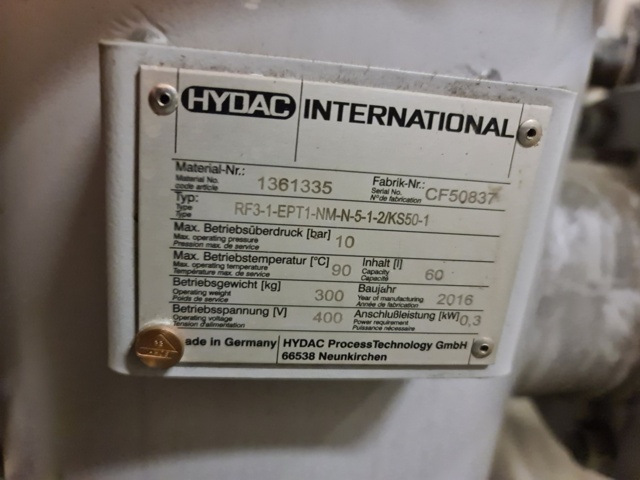 HYDAC INTERNATIONAL
Material-Nr.: 1361335 Fabrik-Nr.: CF50837
Material No. Serial No.
code article N° de fabrication
Typ: RF3-1-EPT1-NM-N-5-1-2/KS50-1
Type
Type
Max. Betriebsüberdruck [bar] 10
Max. operating pressure
Pression max. de service
Max. Betriebstemperatur [°C] 90 Inhalt [l] 60
Max. operating temperature Capacity
Température max. de service Capacité
Betriebsgewicht [kg] 300 Baujahr 2016
Operating weight Year of manufacturing
Poids de service Année de fabrication
Betriebsspannung [V] 400 Anschlußleistung [kW] 0,3
Operating voltage Power requirement
Tension d'alimentation Puissance nécessaire
ade in Germany HYDAC ProcessTechnology GmbH
66538 Neunkirchen